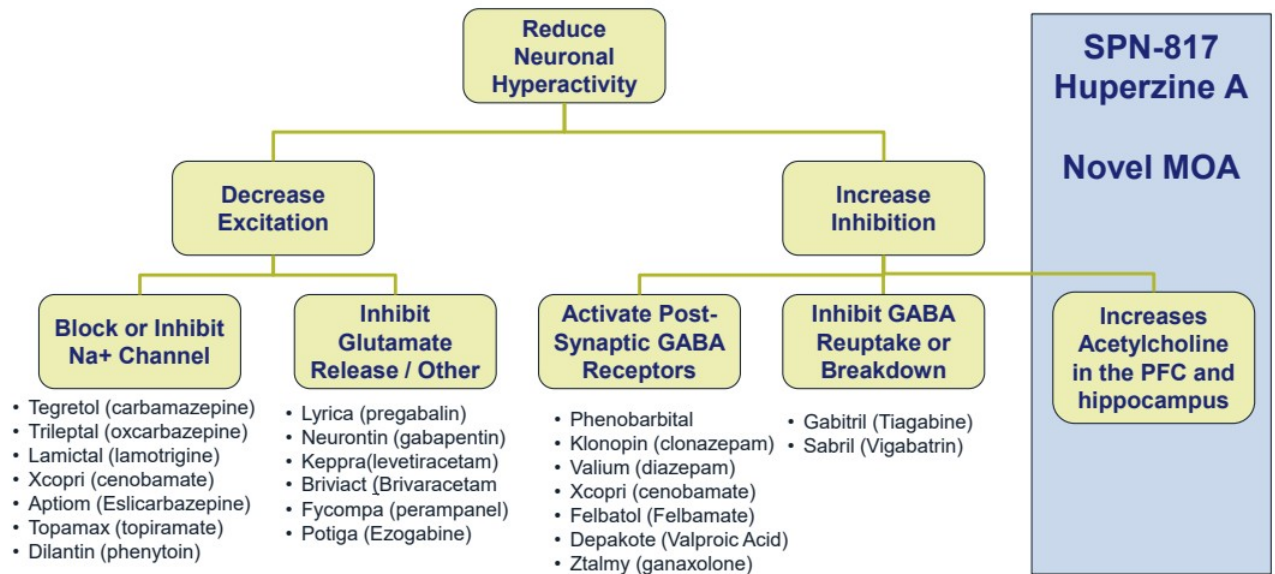 Reduce
Neuronal
Hyperactivity
SPN-817
Huperzine A
Novel MOA
Decrease
Excitation
Increase
Inhibition
Block or Inhibit
Na+ Channel
• Tegretol (carbamazepine)
• Trileptal (oxcarbazepine)
• Lamictal (lamotrigine)
• Xcopri (cenobamate)
• Aptiom (Eslicarbazepine)
• Topamax (topiramate)
• Dilantin (phenytoin)
Inhibit
Glutamate
Release / Other
• Lyrica (pregabalin)
• Neurontin (gabapentin)
• Keppra(levetiracetam)
• Briviact (Brivaracetam
• Fycompa (perampanel)
• Potiga (Ezogabine)
Activate Post-
Synaptic GABA
Receptors
• Phenobarbital
• Klonopin (clonazepam)
• Valium (diazepam)
• Xcopri (cenobamate)
• Felbatol (Felbamate)
• Depakote (Valproic Acid)
• Ztalmy (ganaxolone)
Inhibit GABA
Reuptake or
Breakdown
• Gabitril (Tiagabine)
• Sabril (Vigabatrin)
Increases
Acetylcholine
in the PFC and
hippocampus